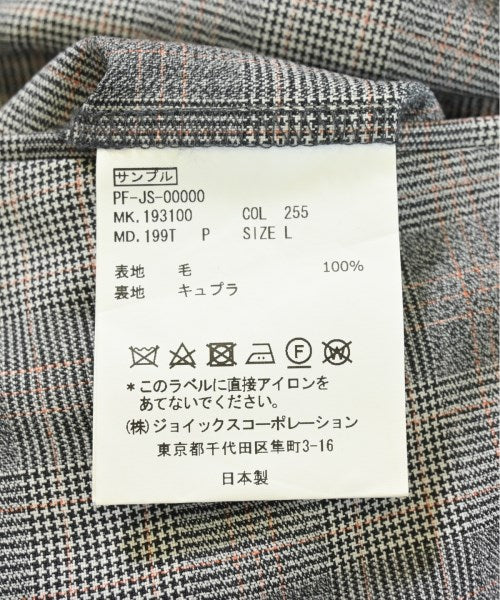 サンプル
PF-JS-00000
MK.193100 COL 255
MD.199T P SIZE L
表地 毛 100%
裏地 キュプラ
F
W
*このラベルに直接アイロンを
あてないでください。
(株)ジョイックスコーポレーション
東京都千代田区隼町3-16
日本製